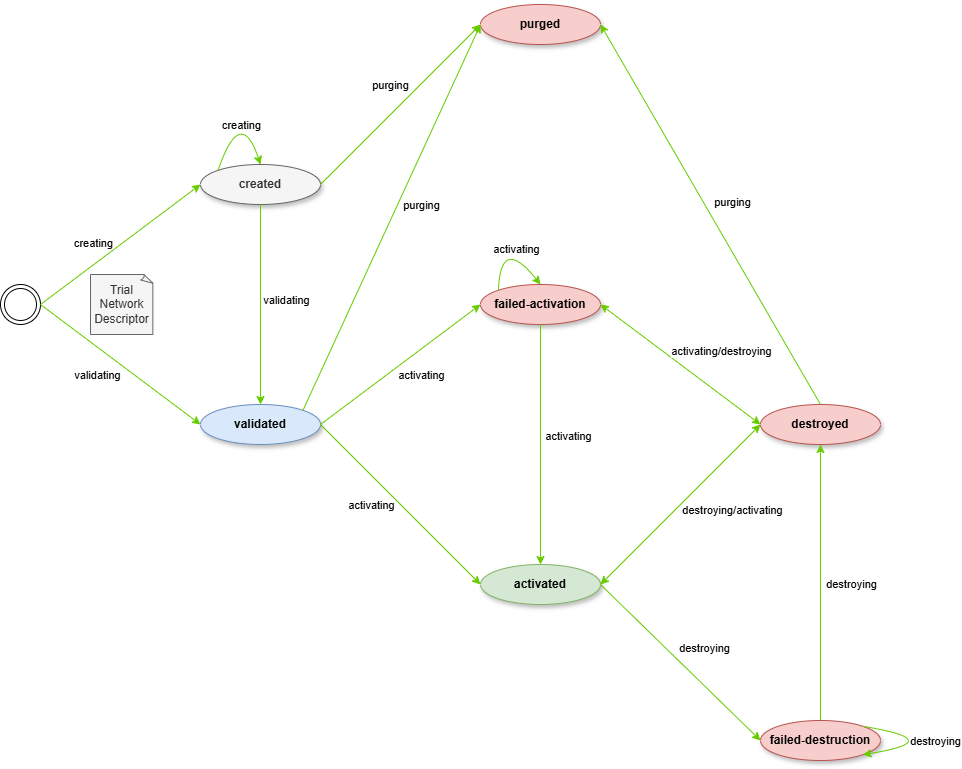 purged
purging
creating
created
purging
purging
creating
activating
Trial
Network
Descriptor
validating
failed-activation
activating/destroying
validating
activating
validated
destroyed
activating
activating
destroying/activating
activated
destroying
destroying
failed-destruction
destroying